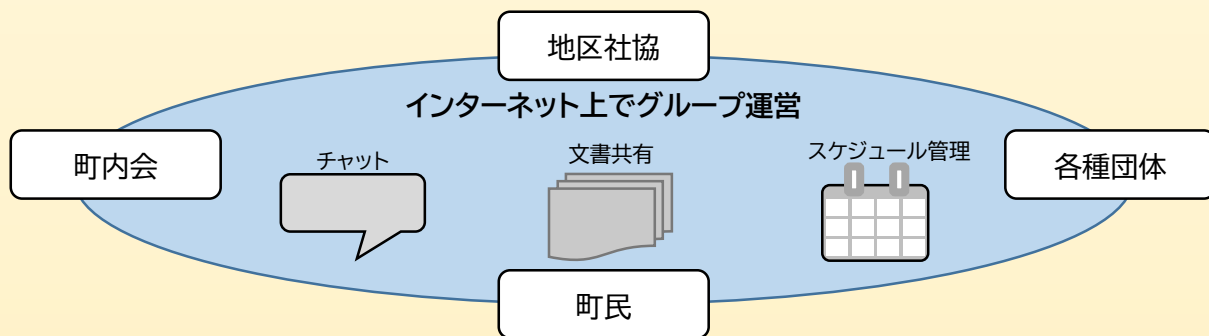 地区社協
インターネット上でグループ運営
町内会
チャット
文書共有
スケジュール管理
各種団体
町民